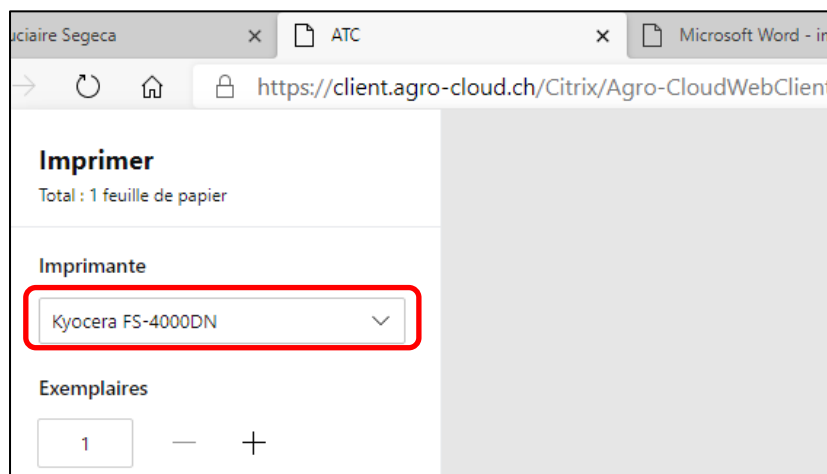 Segeca
ATC
Microsoft Word -
https://client.agro-cloud.ch/Citrix/Agro-CloudWebClient
Imprimer
Total : 1 feuille de papier
Imprimante
Kyocera FS-4000DN
Exemplaires
1